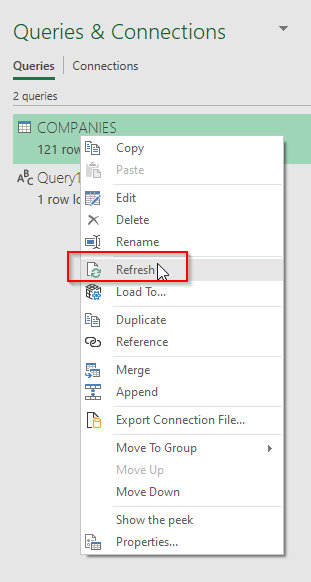 Queries & Connections
Queries Connections
2 queries
COMPANIES
121 row
Query1
1 row lo
Copy
Paste
Edit
Delete
Rename
Refresh
Load To...
Duplicate
Reference
Merge
Append
Export Connection File...
Move To Group
Move Up
Move Down
Show the peek
Properties...